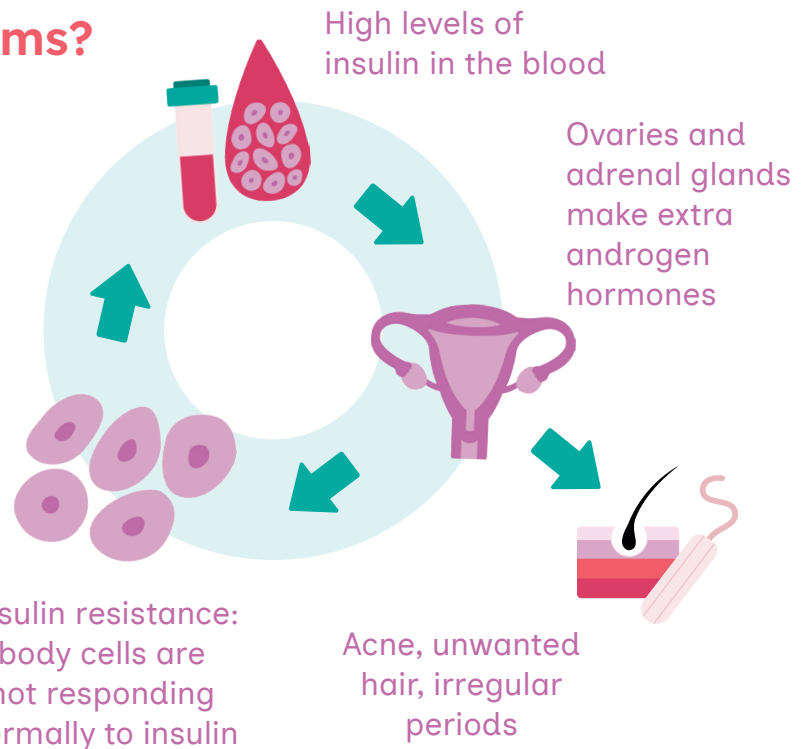 ms?
High levels of
insulin in the blood
Ovaries and
adrenal glands
make extra
androgen
hormones
sulin resistance:
body cells are
not responding
ormally to insulin
Acne, unwanted
hair, irregular
periods